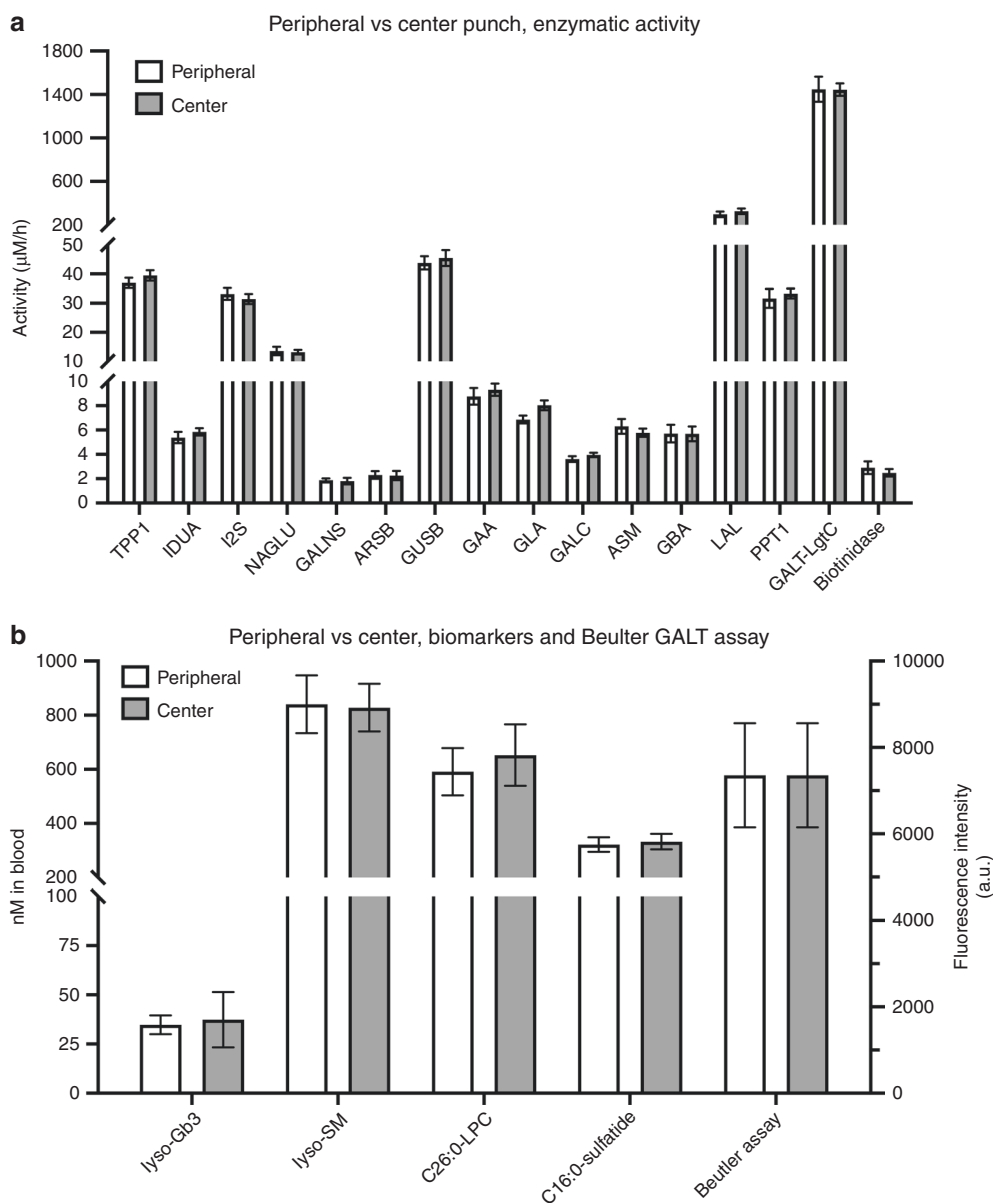 a
Peripheral vs center punch, enzymatic activity
1800
1400
1000
600
200
50
40
30
20
10
10
8
6
4
2
0
Activity (μM/h)
Peripheral
Center
TPP1
IDUA
I2S
NAGLU
GALNS
ARSB
GUSB
GAA
GLA
GALC
ASM
GBA
LAL
PPT1
GALT-LgtC
Biotinidase
b
Peripheral vs center, biomarkers and Beulter GALT assay
1000
800
600
400
200
100
75
50
25
0
nM in blood
Peripheral
Center
10000
8000
6000
4000
2000
0
Fluorescence intensity
(a.u.)
lyso-Gb3
lyso-SM
C26:0-LPC
C16:0-sulfatide
Beutler assay